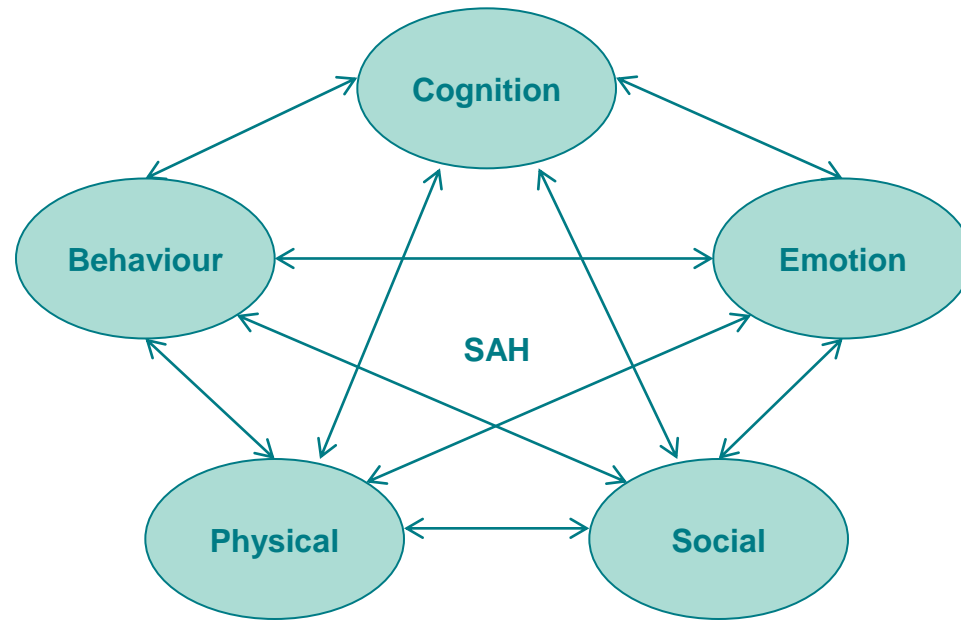 Cognition
Behaviour
Emotion
SAH
Physical
Social